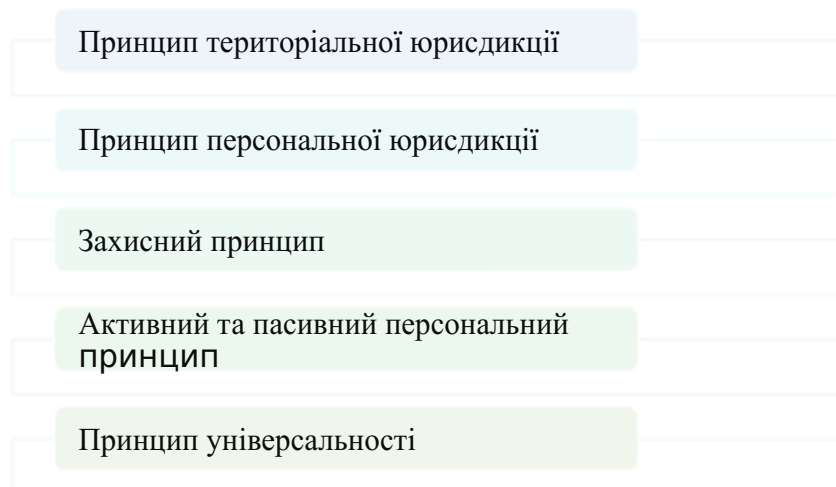 Принцип територіальної юрисдикції
Принцип персональної юрисдикції
Захисний принцип
Активний та пасивний персональний
принцип
Принцип універсальності